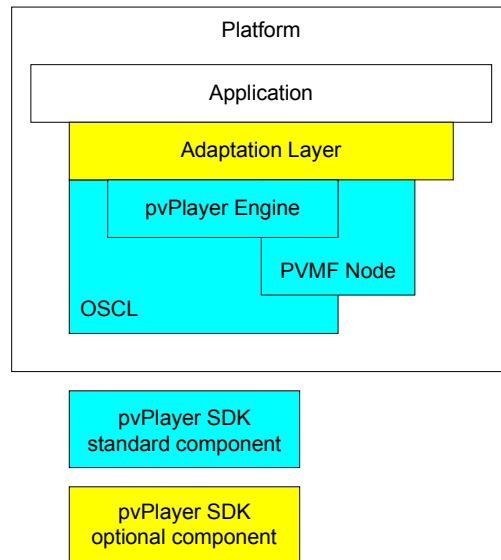 Platform
Application
Adaptation Layer
pvPlayer Engine
PVMF Node
OSCL
pvPlayer SDK
standard component
pvPlayer SDK
optional component